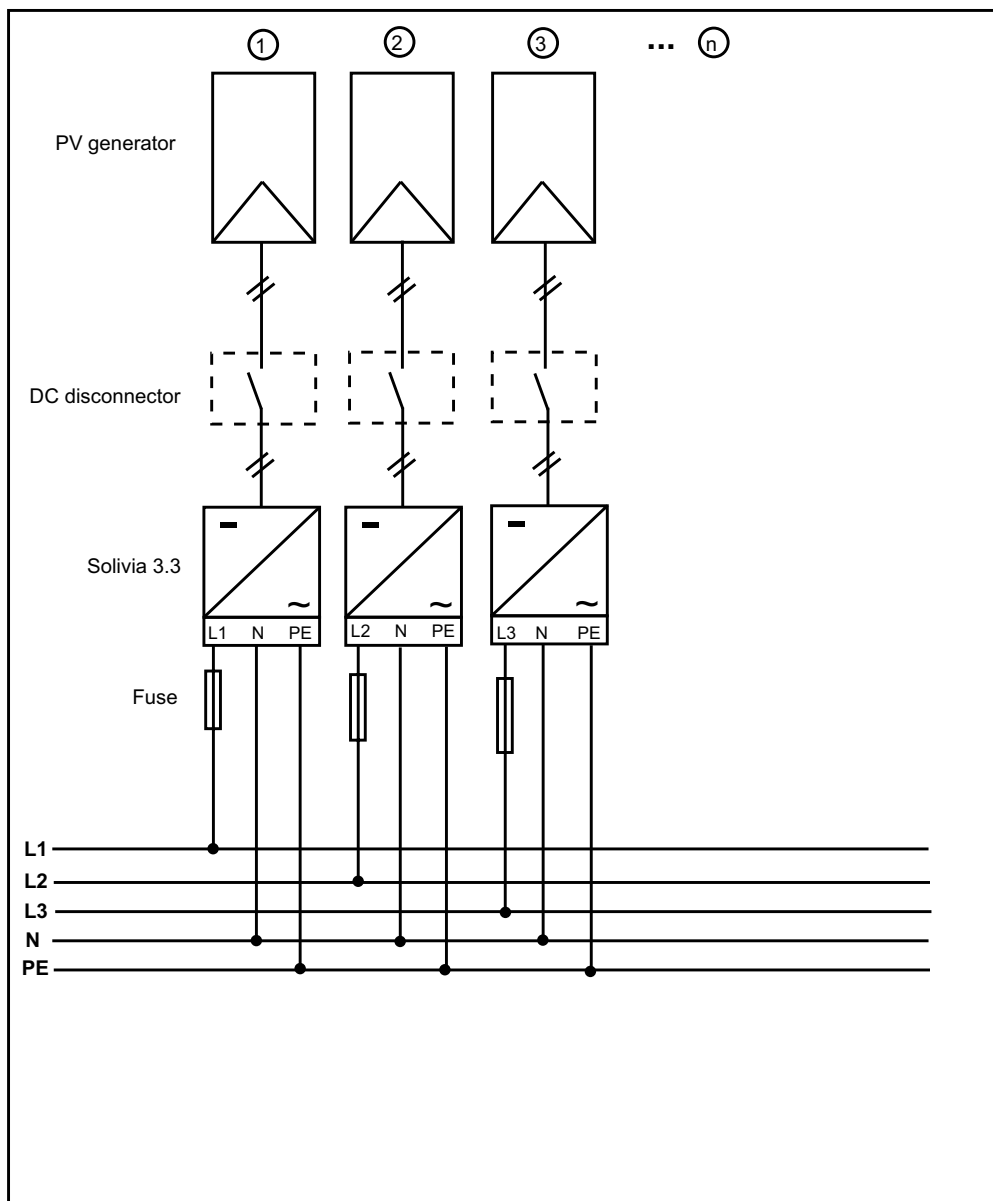 1 2 3 ... n
PV generator
DC disconnector
Solivia 3.3
L1 N PE L2 N PE L3 N PE
Fuse
L1
L2
L3
N
PE